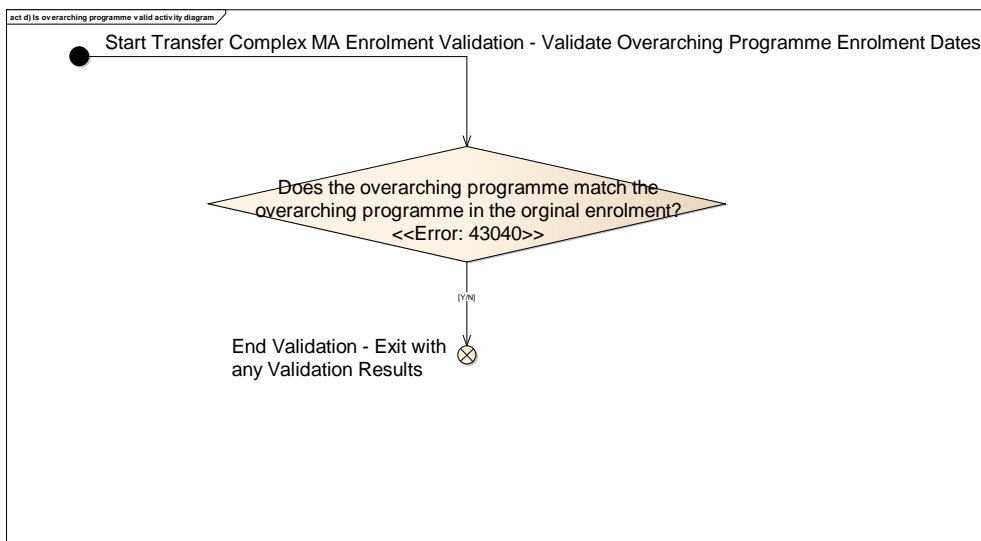 act d) Is overarching programme valid activity diagram
Start Transfer Complex MA Enrolment Validation - Validate Overarching Programme Enrolment Dates
Does the overarching programme match the
overarching programme in the orginal enrolment?
<<Error: 43040>>
[Y/N]
End Validation - Exit with
any Validation Results